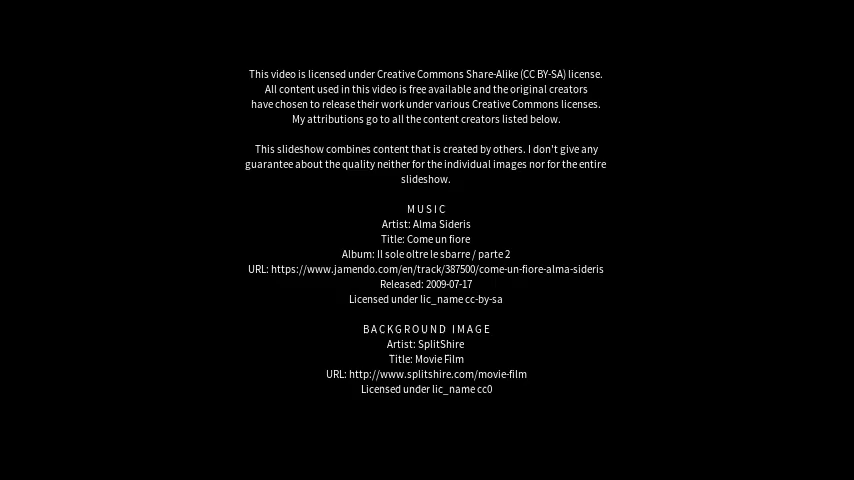 This video is licensed under Creative Commons Share-Alike (CC BY-SA) license.
All content used in this video is free available and the original creators
have chosen to release their work under various Creative Commons licenses.
My attributions go to all the content creators listed below.
This slideshow combines content that is created by others. I don't give any
guarantee about the quality neither for the individual images nor for the entire
slideshow.
MUSIC
Artist: Alma Sideris
Title: Come un fiore
Album: Il sole oltre le sbarre / parte 2
URL: https://www.jamendo.com/en/track/387500/come-un-fiore-alma-sideris
Released: 2009-07-17
Licensed under lic_name cc-by-sa
BACKGROUND IMAGE
Artist: SplitShire
Title: Movie Film
URL: http://www.splitshire.com/movie-film
Licensed under lic_name cc0